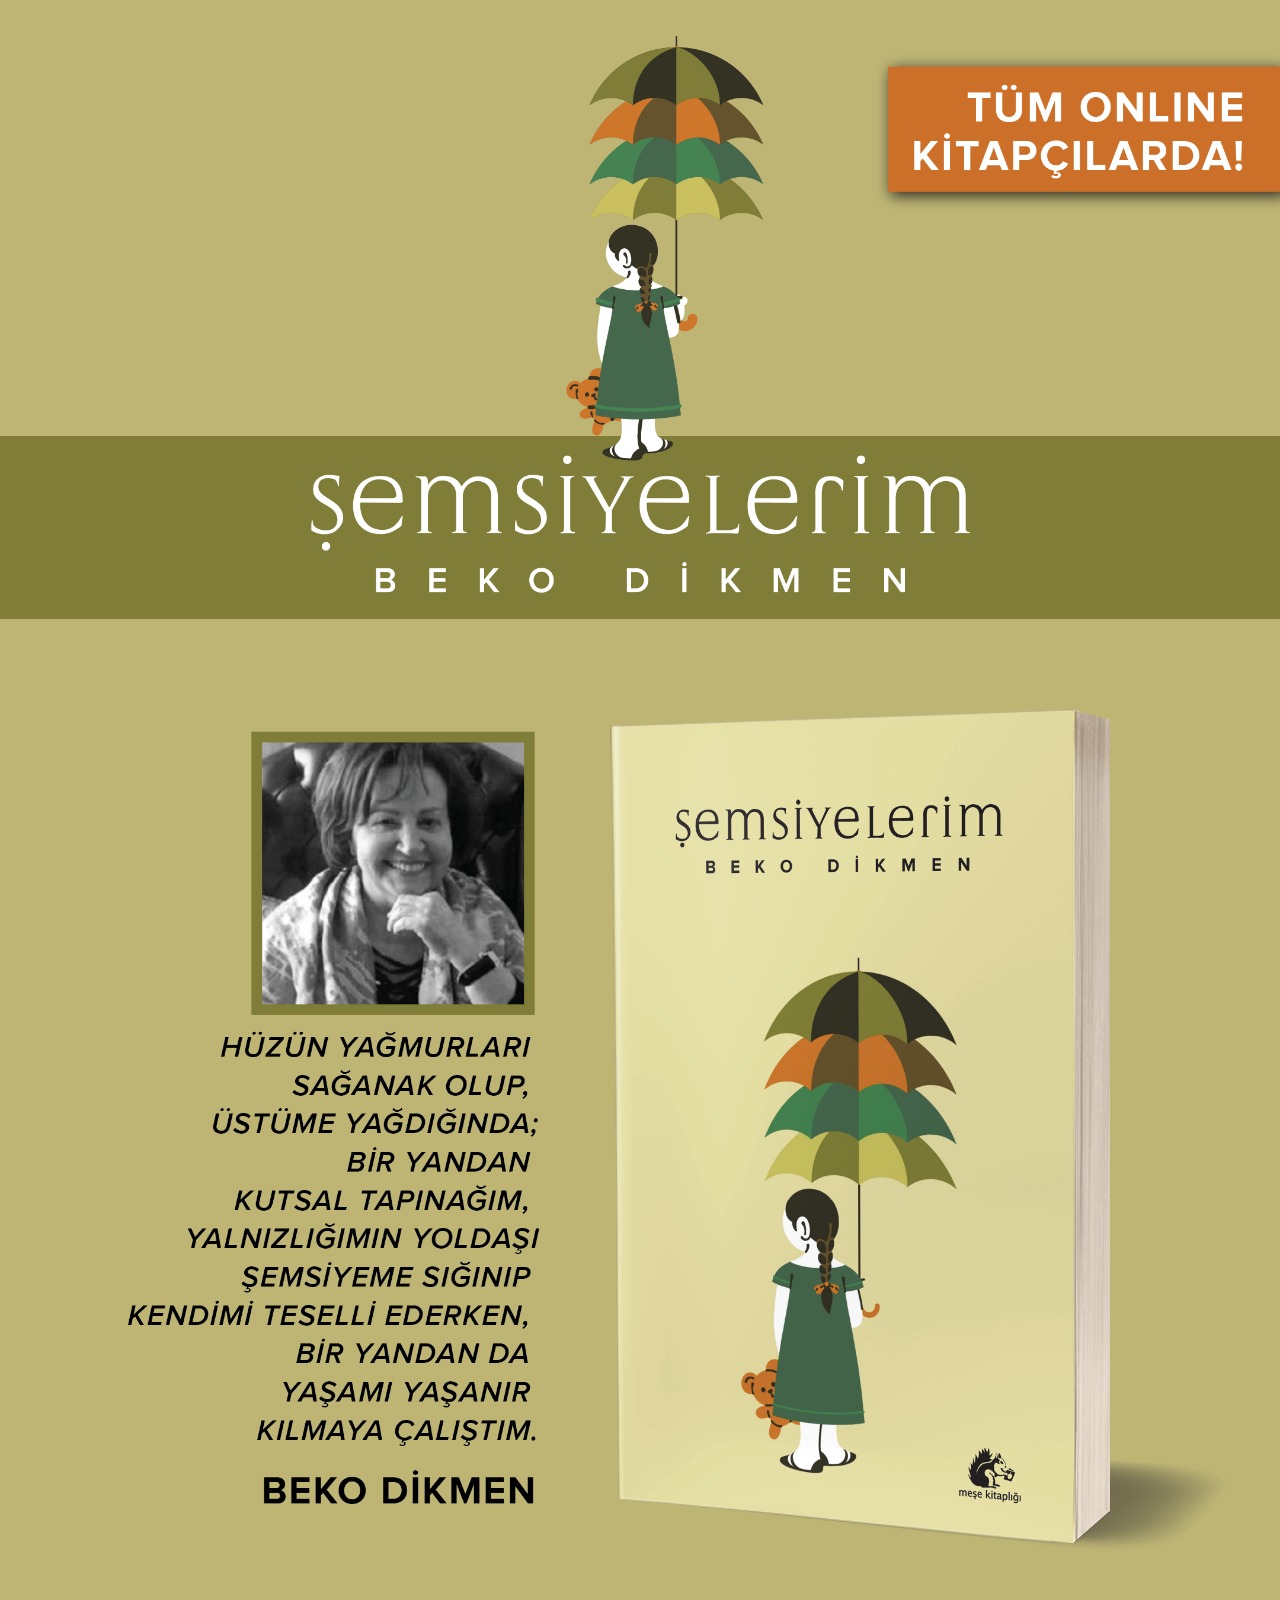 TÜM ONLINE
KİTAPÇILARDA!
şemsiyelerim
BEKO DİKMEN
HÜZÜN YAĞMURLARI
SAĞANAK OLUP,
ÜSTÜME YAĞDIĞINDA;
BİR YANDAN
KUTSAL TAPINAĞIM,
YALNIZLIĞIMIN YOLDAŞI
ŞEMSİYEME SIĞINIP
KENDİMİ TESELLİ EDERKEN,
BİR YANDAN DA
YAŞAMI YAŞANIR
KILMAYA ÇALIŞTIM.
BEKO DİKMEN
şemsiyelerim
BEKO DİKMEN
meşe kitaplığı